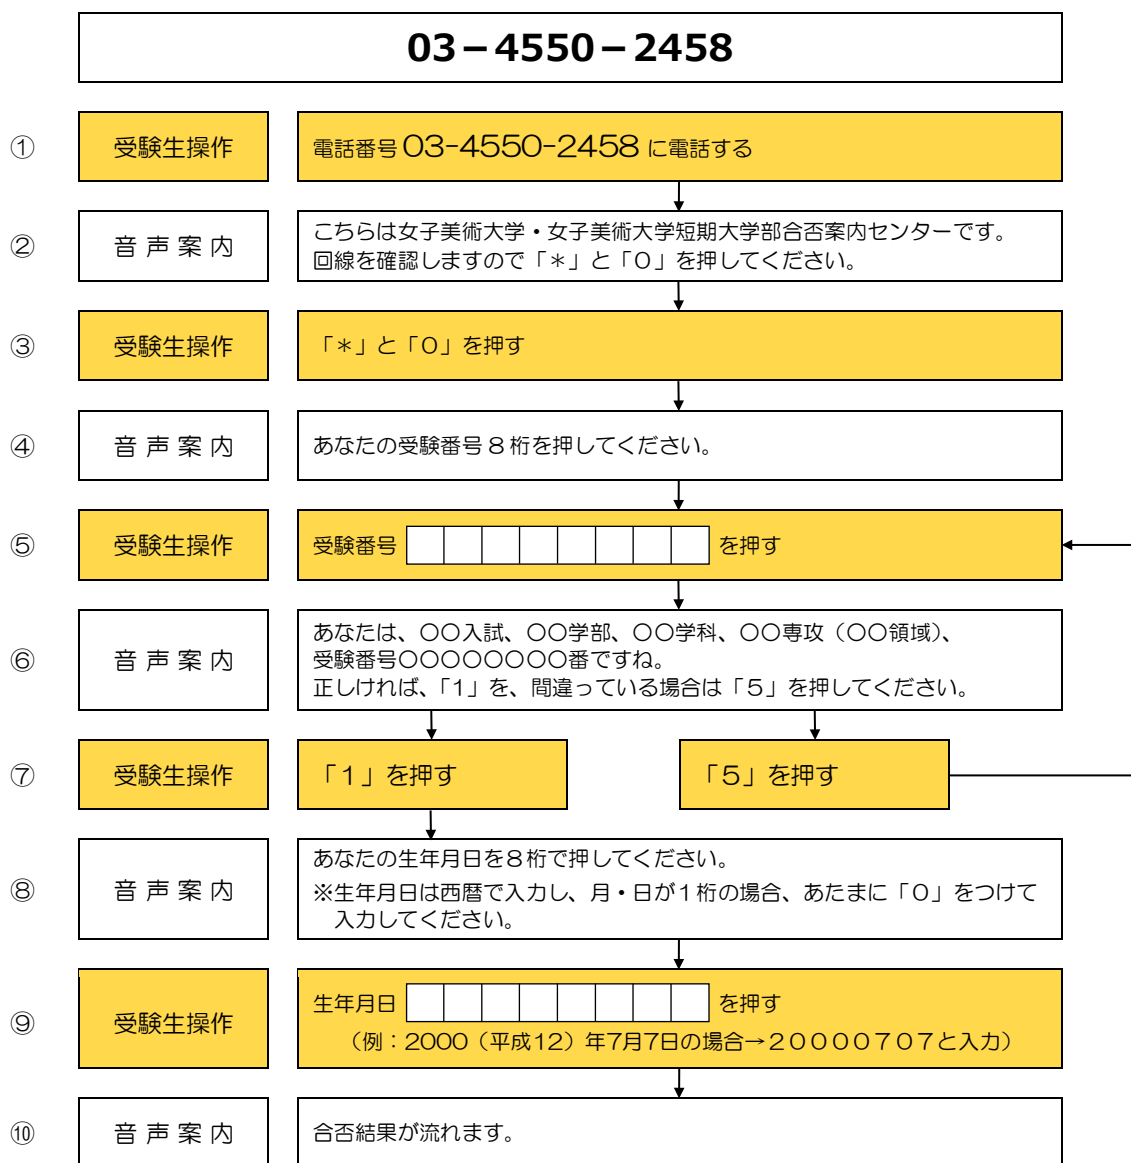 03－4550－2458
① 受験生操作 電話番号 03-4550-2458 に電話する
② 音声案内 こちらは女子美術大学・女子美術大学短期大学部合否案内センターです。
回線を確認しますので「＊」と「０」を押してください。
③ 受験生操作 「＊」と「０」を押す
④ 音声案内 あなたの受験番号８桁を押してください。
⑤ 受験生操作 受験番号 を押す
⑥ 音声案内 あなたは、〇〇入試、〇〇学部、〇〇学科、〇〇専攻（〇〇領域）、
受験番号〇〇〇〇〇〇〇〇番ですね。
正しければ、「１」を、間違っている場合は「５」を押してください。
⑦ 受験生操作 「１」を押す 「５」を押す
⑧ 音声案内 あなたの生年月日を８桁で押してください。
※生年月日は西暦で入力し、月・日が１桁の場合、あたまに「０」をつけて
入力してください。
⑨ 受験生操作 生年月日 を押す
（例：2000（平成12）年7月7日の場合→２００００７０７と入力）
⑩ 音声案内 合否結果が流れます。